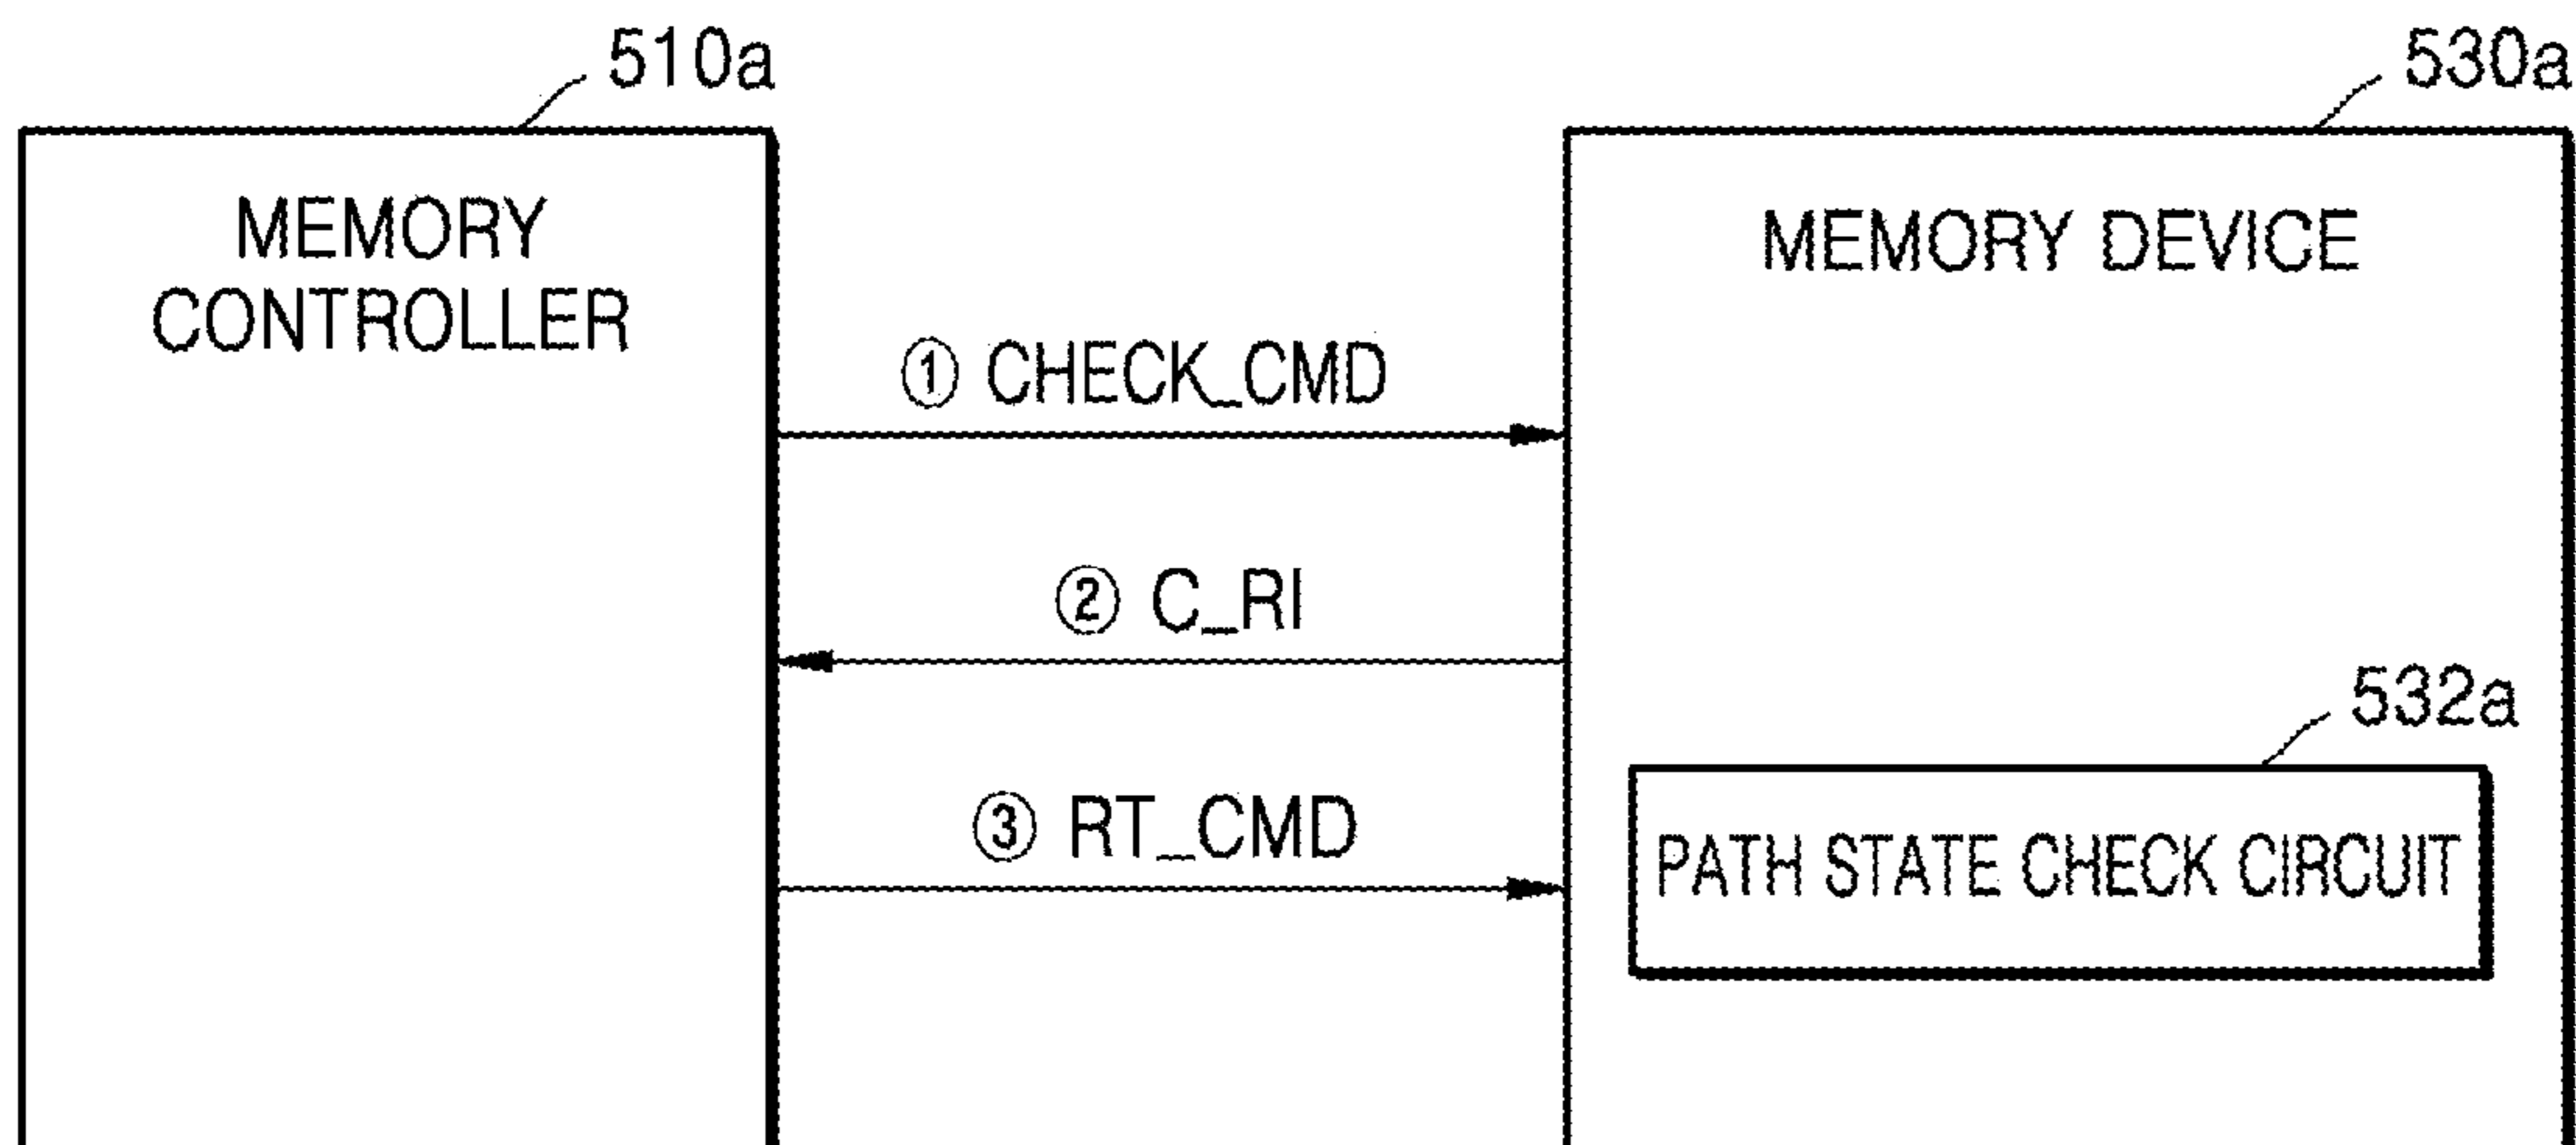 510a
530a
MEMORY
CONTROLLER
MEMORY DEVICE
① CHECK_CMD
② C_RI
532a
③ RT_CMD
PATH STATE CHECK CIRCUIT